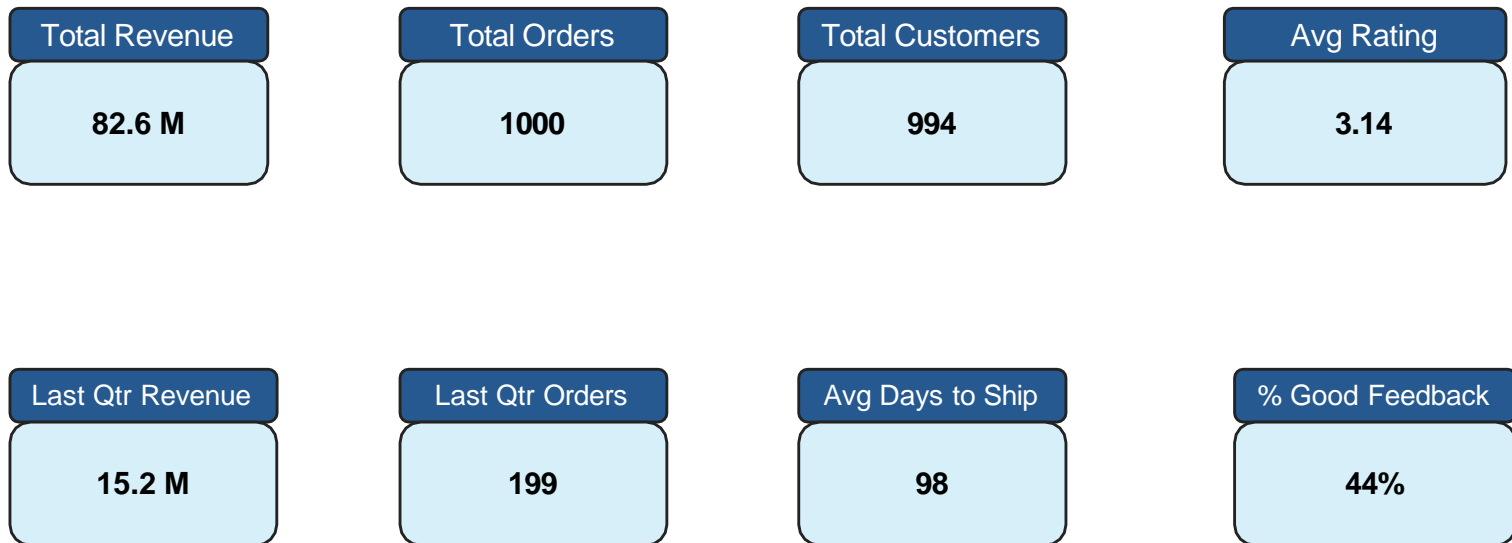 Total Revenue
Total Orders
Total Customers
Avg Rating
82.6 M
1000
994
3.14
Last Qtr Revenue
Last Qtr Orders
Avg Days to Ship
% Good Feedback
15.2 M
199
98
44%